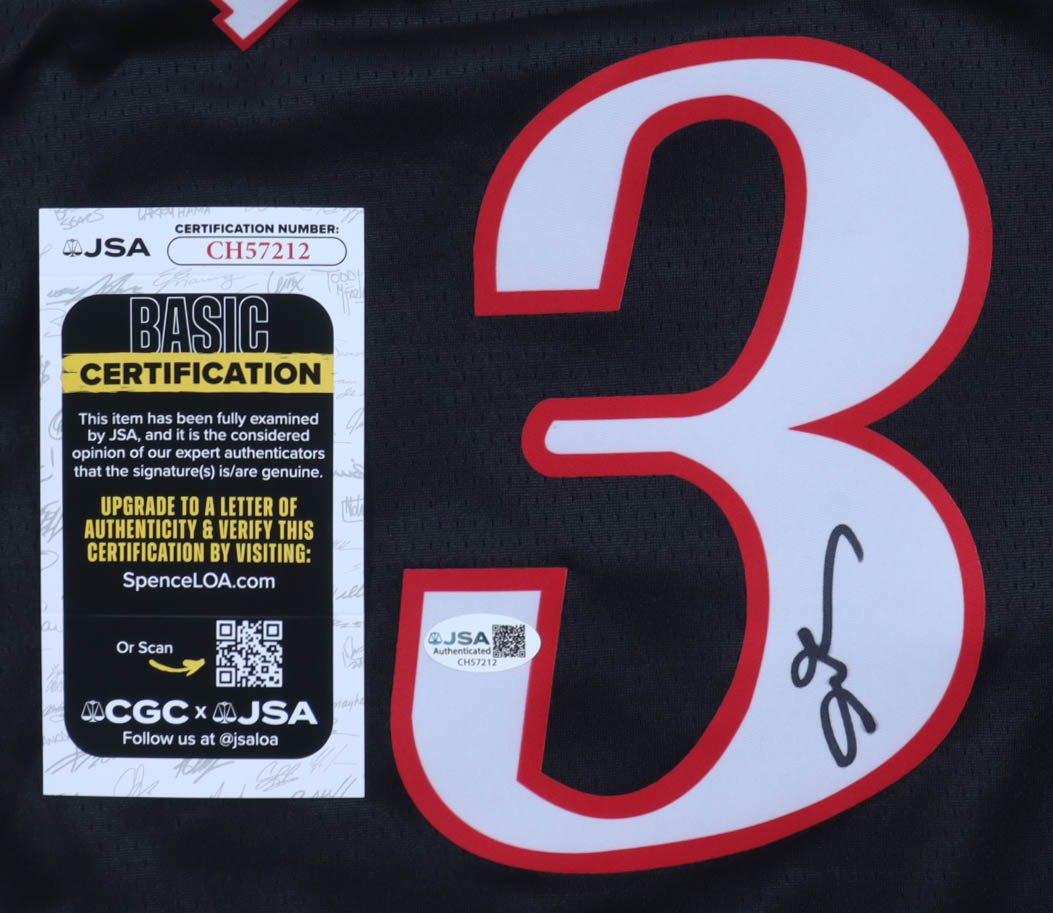 JSA
CERTIFICATION NUMBER:
CH57212
BASIC
CERTIFICATION
This item has been fully examined
by JSA, and it is the considered
opinion of our expert authenticators
that the signature(s) is/are genuine.
UPGRADE TO A LETTER OF
AUTHENTICITY & VERIFY THIS
CERTIFICATION BY VISITING:
SpenceLOA.com
Or Scan
CGC x JSA
Follow us at @jsaloa
3
JSA
Authenticated
CH57212